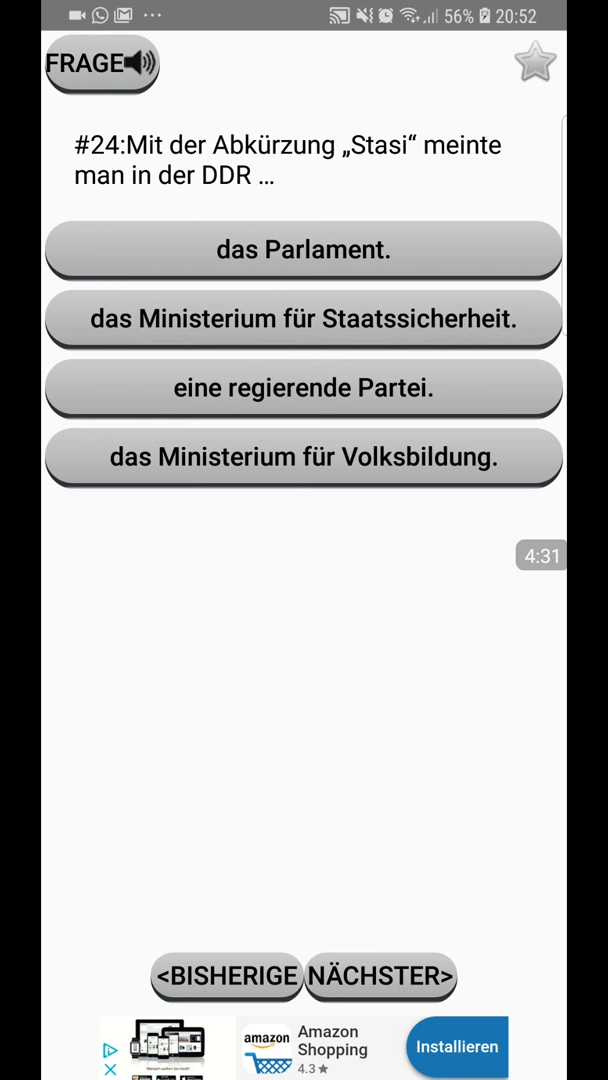 56% 20:52
FRAGE
#24:Mit der Abkürzung „Stasi“ meinte
man in der DDR ...
das Parlament.
das Ministerium für Staatssicherheit.
eine regierende Partei.
das Ministerium für Volksbildung.
4:31
<BISHERIGE NÄCHSTER>
amazon
Amazon
Shopping
4.3★
Installieren